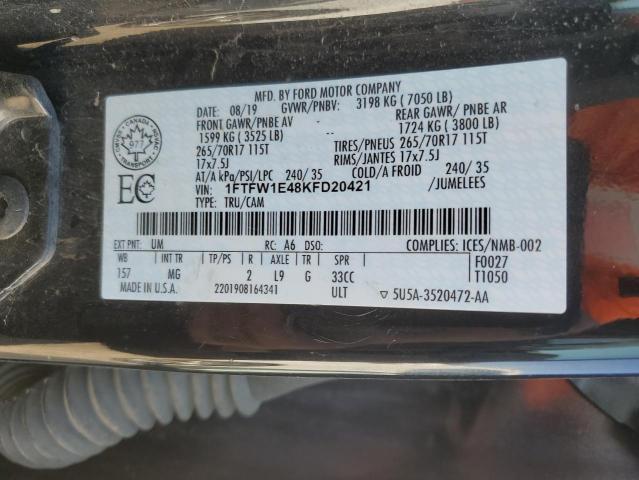 MFD. BY FORD MOTOR COMPANY
DATE: 08/19 GVWR/PNBV: 3198 KG ( 7050 LB)
FRONT GAWR/PNBE AV REAR GAWR/ PNBE AR
1599 KG ( 3525 LB) 1724 KG ( 3800 LB)
265/70R17 115T TIRES/PNEUS 265/70R17 115T
17x7.5J RIMS/JANTES 17x7.5J
AT/A kPa/PSI/LPC 240/ 35 COLD/A FROID 240/ 35
VIN: 1FTFW1E48KFD20421 /JUMELEES
TYPE: TRU/CAM
CANADA
977
TRANSPORT
EC
EXT PNT: UM RC: A6 DSO: COMPLIES: ICES/NMB-002
WB INT TR TP/PS R AXLE TR SPR F0027
157 MG 2 L9 G 33CC T1050
MADE IN U.S.A. 2201908164341 ULT ▽ 5U5A-3520472-AA